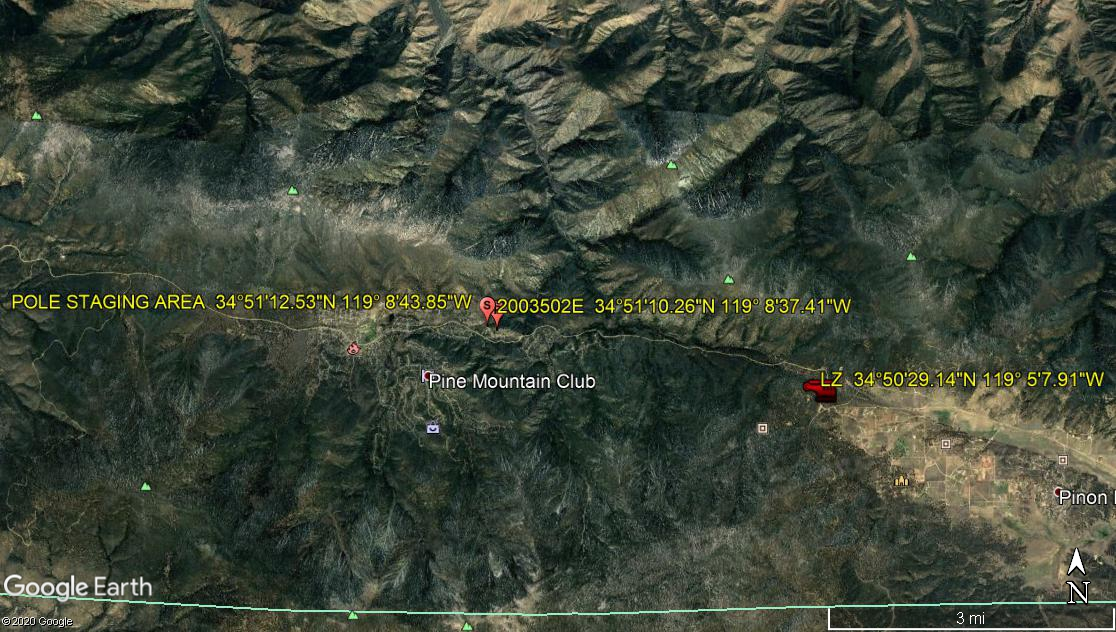 POLE STAGING AREA  34°51'12.53"N 119° 8'43.85"W
S
2003502E  34°51'10.26"N 119° 8'37.41"W
LZ  34°50'29.14"N 119° 5'7.91"W
Pine Mountain Club
Pinon
Google Earth
N
©2020 Google
3 mi